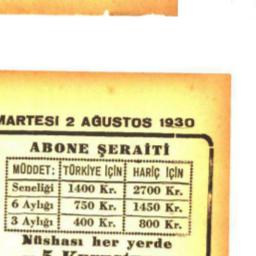 MARTESİ 2 AĞUSTOS 1930
ABONE ŞERAİTİ
MÜDDET: TÜRKİYE İÇİN HARİÇ İÇİN
Seneliği 1400 Kr. 2700 Kr.
6 Aylığı 750 Kr. 1450 Kr.
3 Aylığı 400 Kr. 800 Kr.
Nüshası her yerde